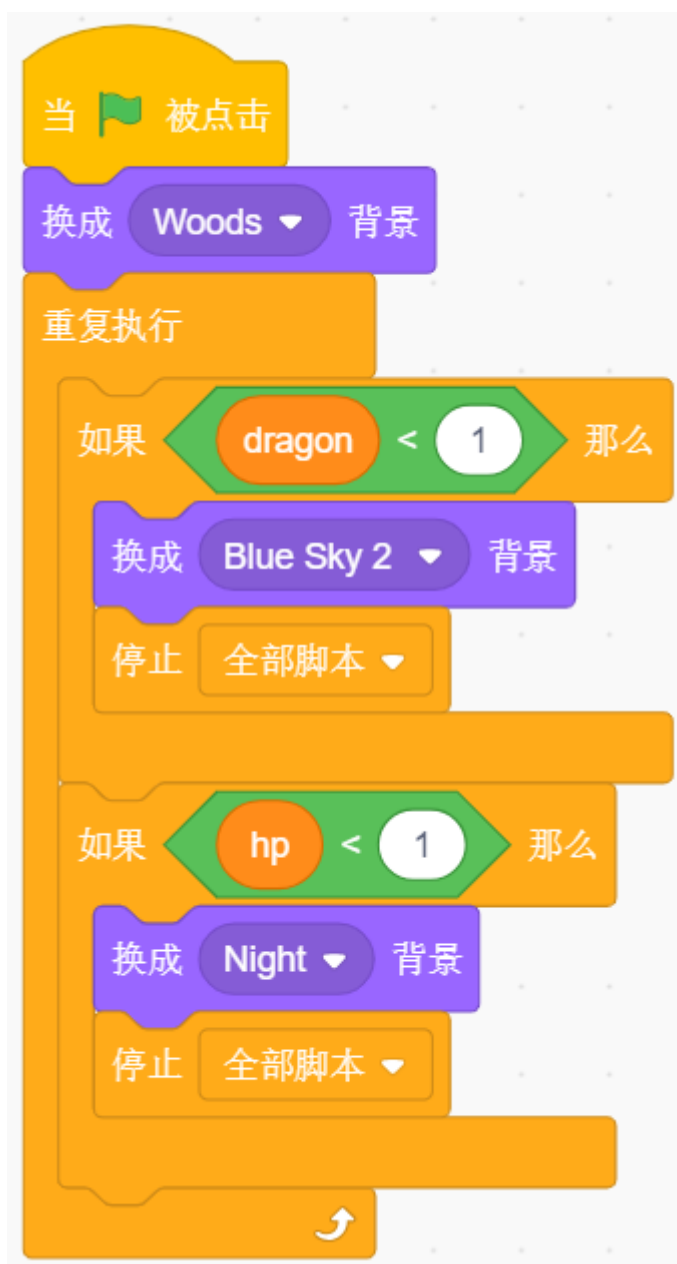 当 被点击
换成 Woods 背景
重复执行
如果 dragon < 1 那么
换成 Blue Sky 2 背景
停止 全部脚本
如果 hp < 1 那么
换成 Night 背景
停止 全部脚本